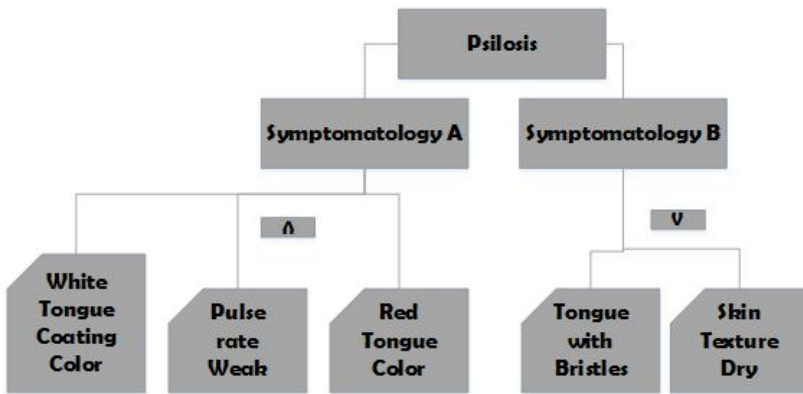 Psilosis
Symptomatology A
Symptomatology B
Λ
V
White
Tongue
Coating
Color
Pulse
rate
Weak
Red
Tongue
Color
Tongue
with
Bristles
Skin
Texture
Dry